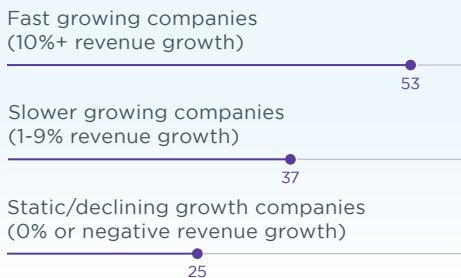 Fast growing companies
(10%+ revenue growth)
53
Slower growing companies
(1-9% revenue growth)
37
Static/declining growth companies
(0% or negative revenue growth)
25